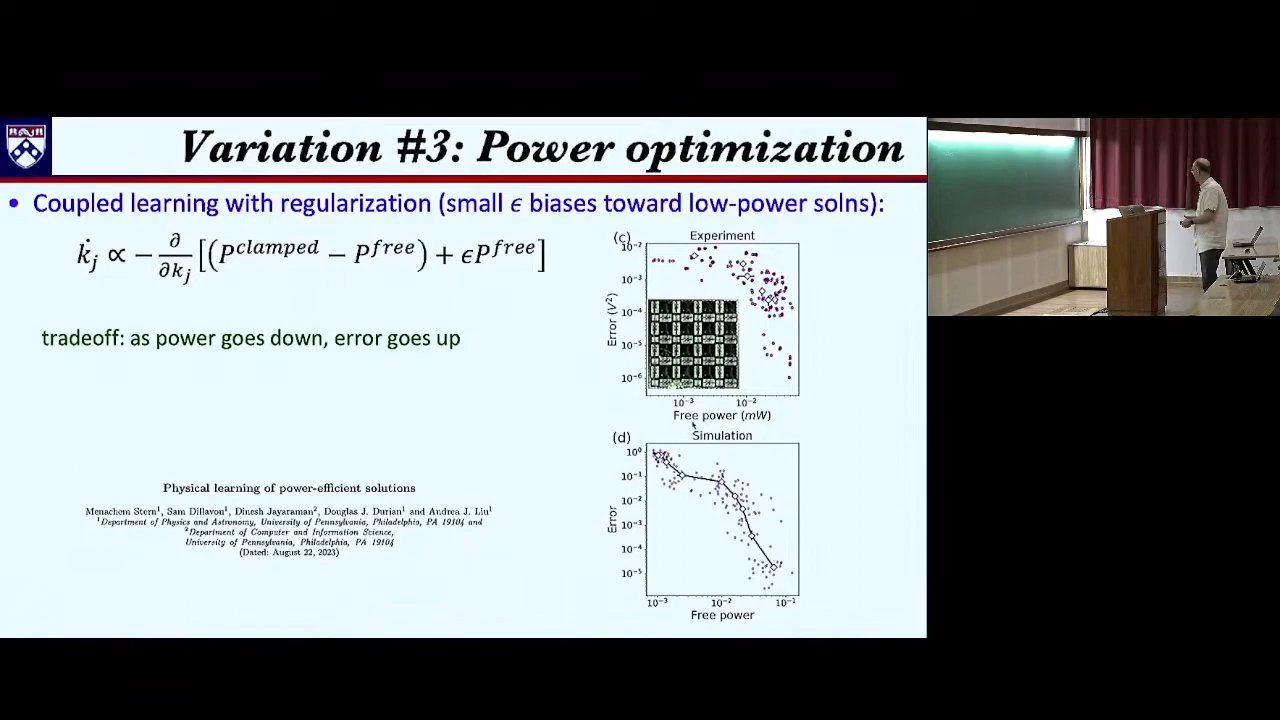 Variation #3: Power optimization
• Coupled learning with regularization (small ϵ biases toward low-power solns):
k̇ⱼ ∝ − ∂/∂kⱼ [(P^clamped − P^free) + ϵP^free]
tradeoff: as power goes down, error goes up
Physical learning of power-efficient solutions
Menachem Stern¹, Sam Dillavou¹, Dinesh Jayaraman², Douglas J. Durian¹ and Andrea J. Liu¹
¹Department of Physics and Astronomy, University of Pennsylvania, Philadelphia, PA 19104 and
²Department of Computer and Information Science,
University of Pennsylvania, Philadelphia, PA 19104
(Dated: August 22, 2023)
(c) Experiment
Error (V²)
10⁻²
10⁻³
10⁻⁴
10⁻⁵
10⁻⁶
10⁻³ 10⁻²
Free power (mW)
(d) Simulation
Error
10⁰
10⁻¹
10⁻²
10⁻³
10⁻⁴
10⁻⁵
10⁻³ 10⁻² 10⁻¹
Free power